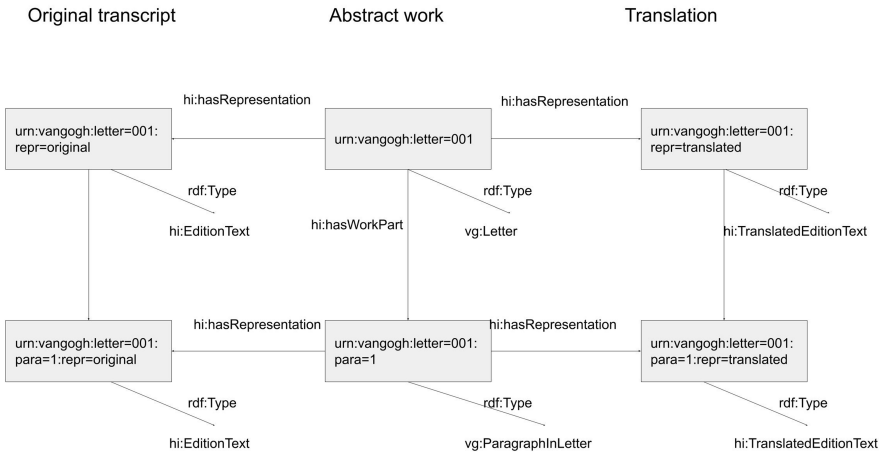 Original transcript
Abstract work
Translation
hi:hasRepresentation
hi:hasRepresentation
urn:vangogh:letter=001:
repr=original
urn:vangogh:letter=001
urn:vangogh:letter=001:
repr=translated
rdf:Type
rdf:Type
rdf:Type
hi:EditionText
hi:hasWorkPart
vg:Letter
hi:TranslatedEditionText
hi:hasRepresentation
hi:hasRepresentation
urn:vangogh:letter=001:
para=1:repr=original
urn:vangogh:letter=001:
para=1
urn:vangogh:letter=001:
para=1:repr=translated
rdf:Type
rdf:Type
rdf:Type
hi:EditionText
vg:ParagraphInLetter
hi:TranslatedEditionText